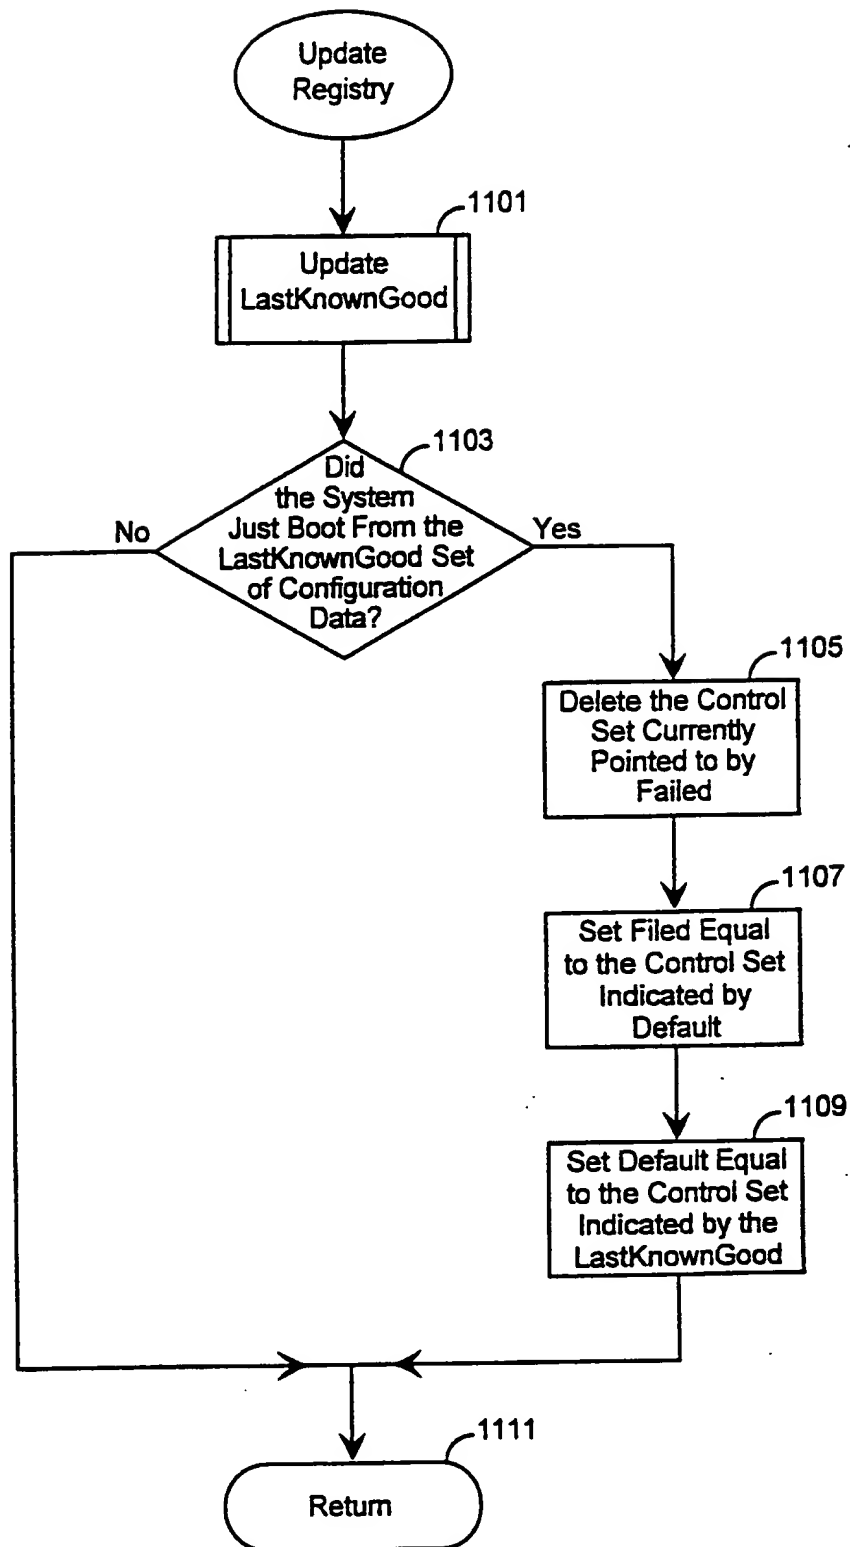 Update
Registry
1101
Update
LastKnownGood
1103
Did
the System
Just Boot From the
LastKnownGood Set
of Configuration
Data?
No
Yes
1105
Delete the Control
Set Currently
Pointed to by
Failed
1107
Set Filed Equal
to the Control Set
Indicated by
Default
1109
Set Default Equal
to the Control Set
Indicated by the
LastKnownGood
1111
Return